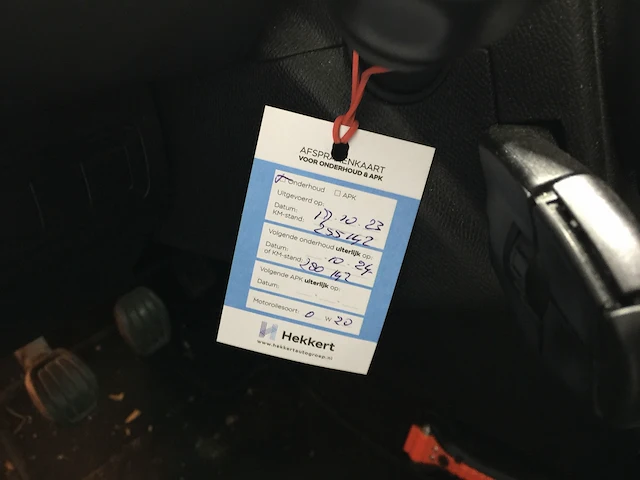 AFSPRAKENKAART
VOOR ONDERHOUD & APK
Onderhoud APK
Uitgevoerd op:
Datum: 17-10-23
KM-stand: 255142
Volgende onderhoud uiterlijk op:
Datum: -10-24
of KM-stand: 280 142
Volgende APK uiterlijk op:
Datum:
Motoroliesoort: 0 W 20
Hekkert
www.hekkertautogroep.nl